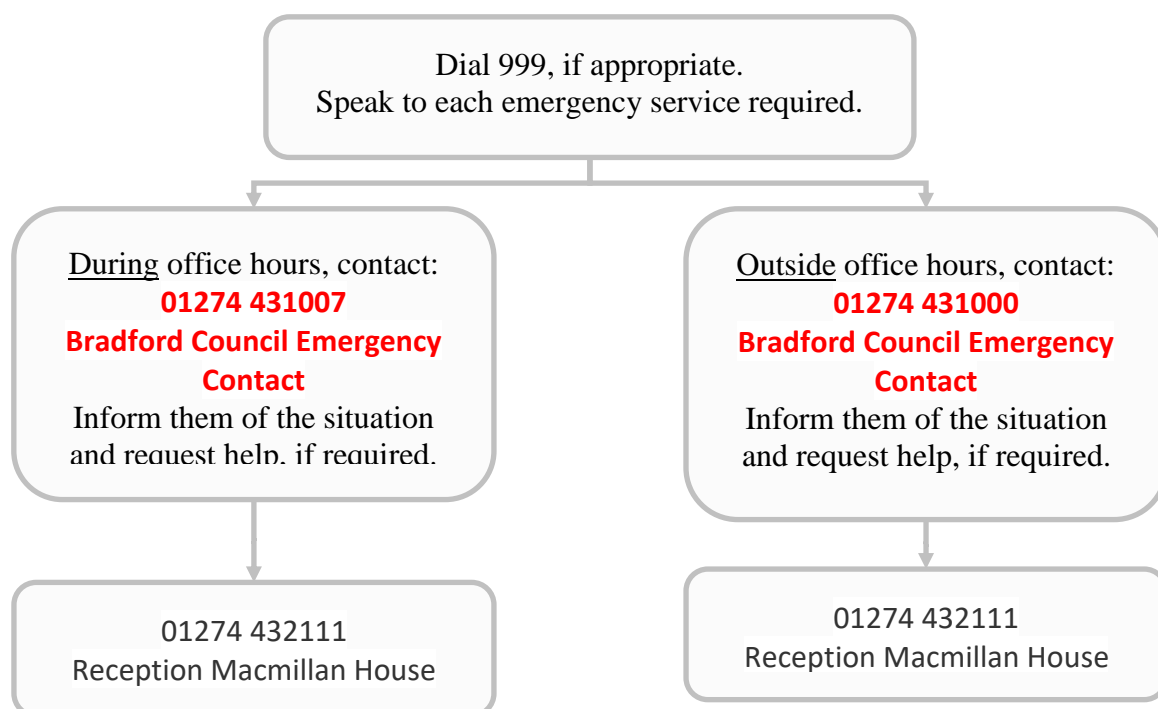 Dial 999, if appropriate.
Speak to each emergency service required.
During office hours, contact:
01274 431007
Bradford Council Emergency
Contact
Inform them of the situation
and request help, if required.
Outside office hours, contact:
01274 431000
Bradford Council Emergency
Contact
Inform them of the situation
and request help, if required.
01274 432111
Reception Macmillan House
01274 432111
Reception Macmillan House